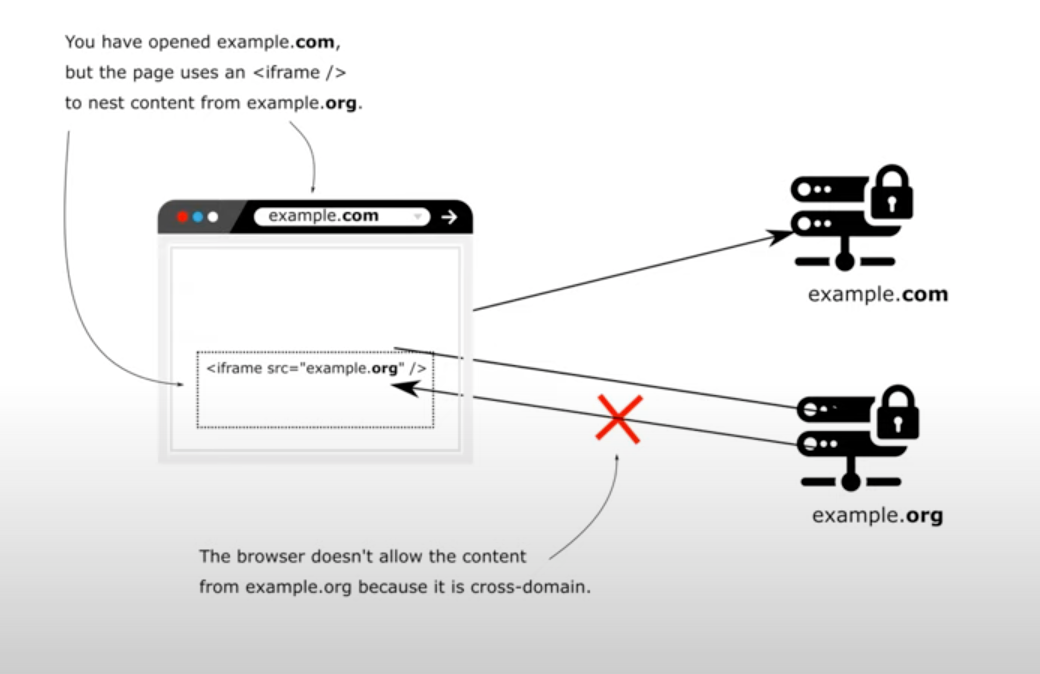 You have opened example.com,
but the page uses an <iframe />
to nest content from example.org.
example.com
example.com
<iframe src="example.org" />
example.org
The browser doesn't allow the content
from example.org because it is cross-domain.